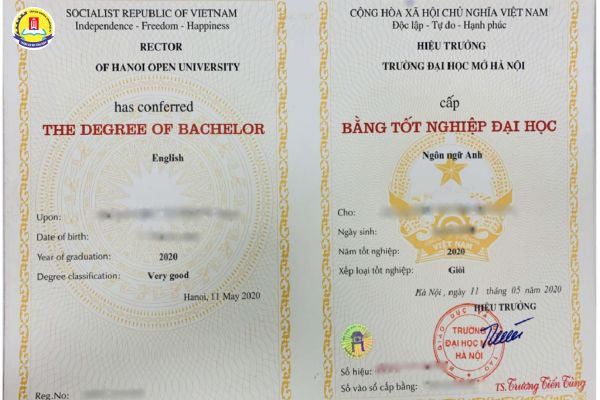 SOCIALIST REPUBLIC OF VIETNAM
Independence - Freedom - Happiness
RECTOR
OF HANOI OPEN UNIVERSITY
has conferred
THE DEGREE OF BACHELOR
English
Upon:
Date of birth:
Year of graduation: 2020
Degree classification: Very good
Hanoi, 11 May 2020
Reg.No:
CỘNG HÒA XÃ HỘI CHỦ NGHĨA VIỆT NAM
Độc lập - Tự do - Hạnh phúc
HIỆU TRƯỞNG
TRƯỜNG ĐẠI HỌC MỞ HÀ NỘI
cấp
BẰNG TỐT NGHIỆP ĐẠI HỌC
Ngôn ngữ Anh
VIỆT NAM
Cho:
Ngày sinh:
Năm tốt nghiệp: 2020
Xếp loại tốt nghiệp: Giỏi
Hà Nội, ngày 11 tháng 05 năm 2020
HIỆU TRƯỞNG
TRƯỜNG
ĐẠI HỌC MỞ
HÀ NỘI
Số hiệu:
Số vào sổ cấp bằng:
TS. Trương Tiến Tùng